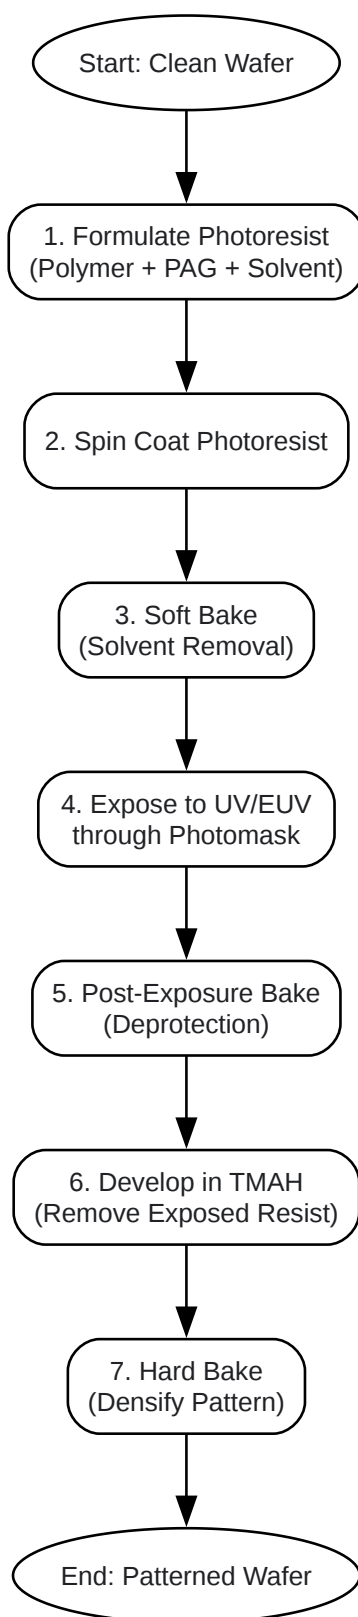 Start: Clean Wafer
1. Formulate Photoresist
(Polymer + PAG + Solvent)
2. Spin Coat Photoresist
3. Soft Bake
(Solvent Removal)
4. Expose to UV/EUV
through Photomask
5. Post-Exposure Bake
(Deprotection)
6. Develop in TMAH
(Remove Exposed Resist)
7. Hard Bake
(Densify Pattern)
End: Patterned Wafer